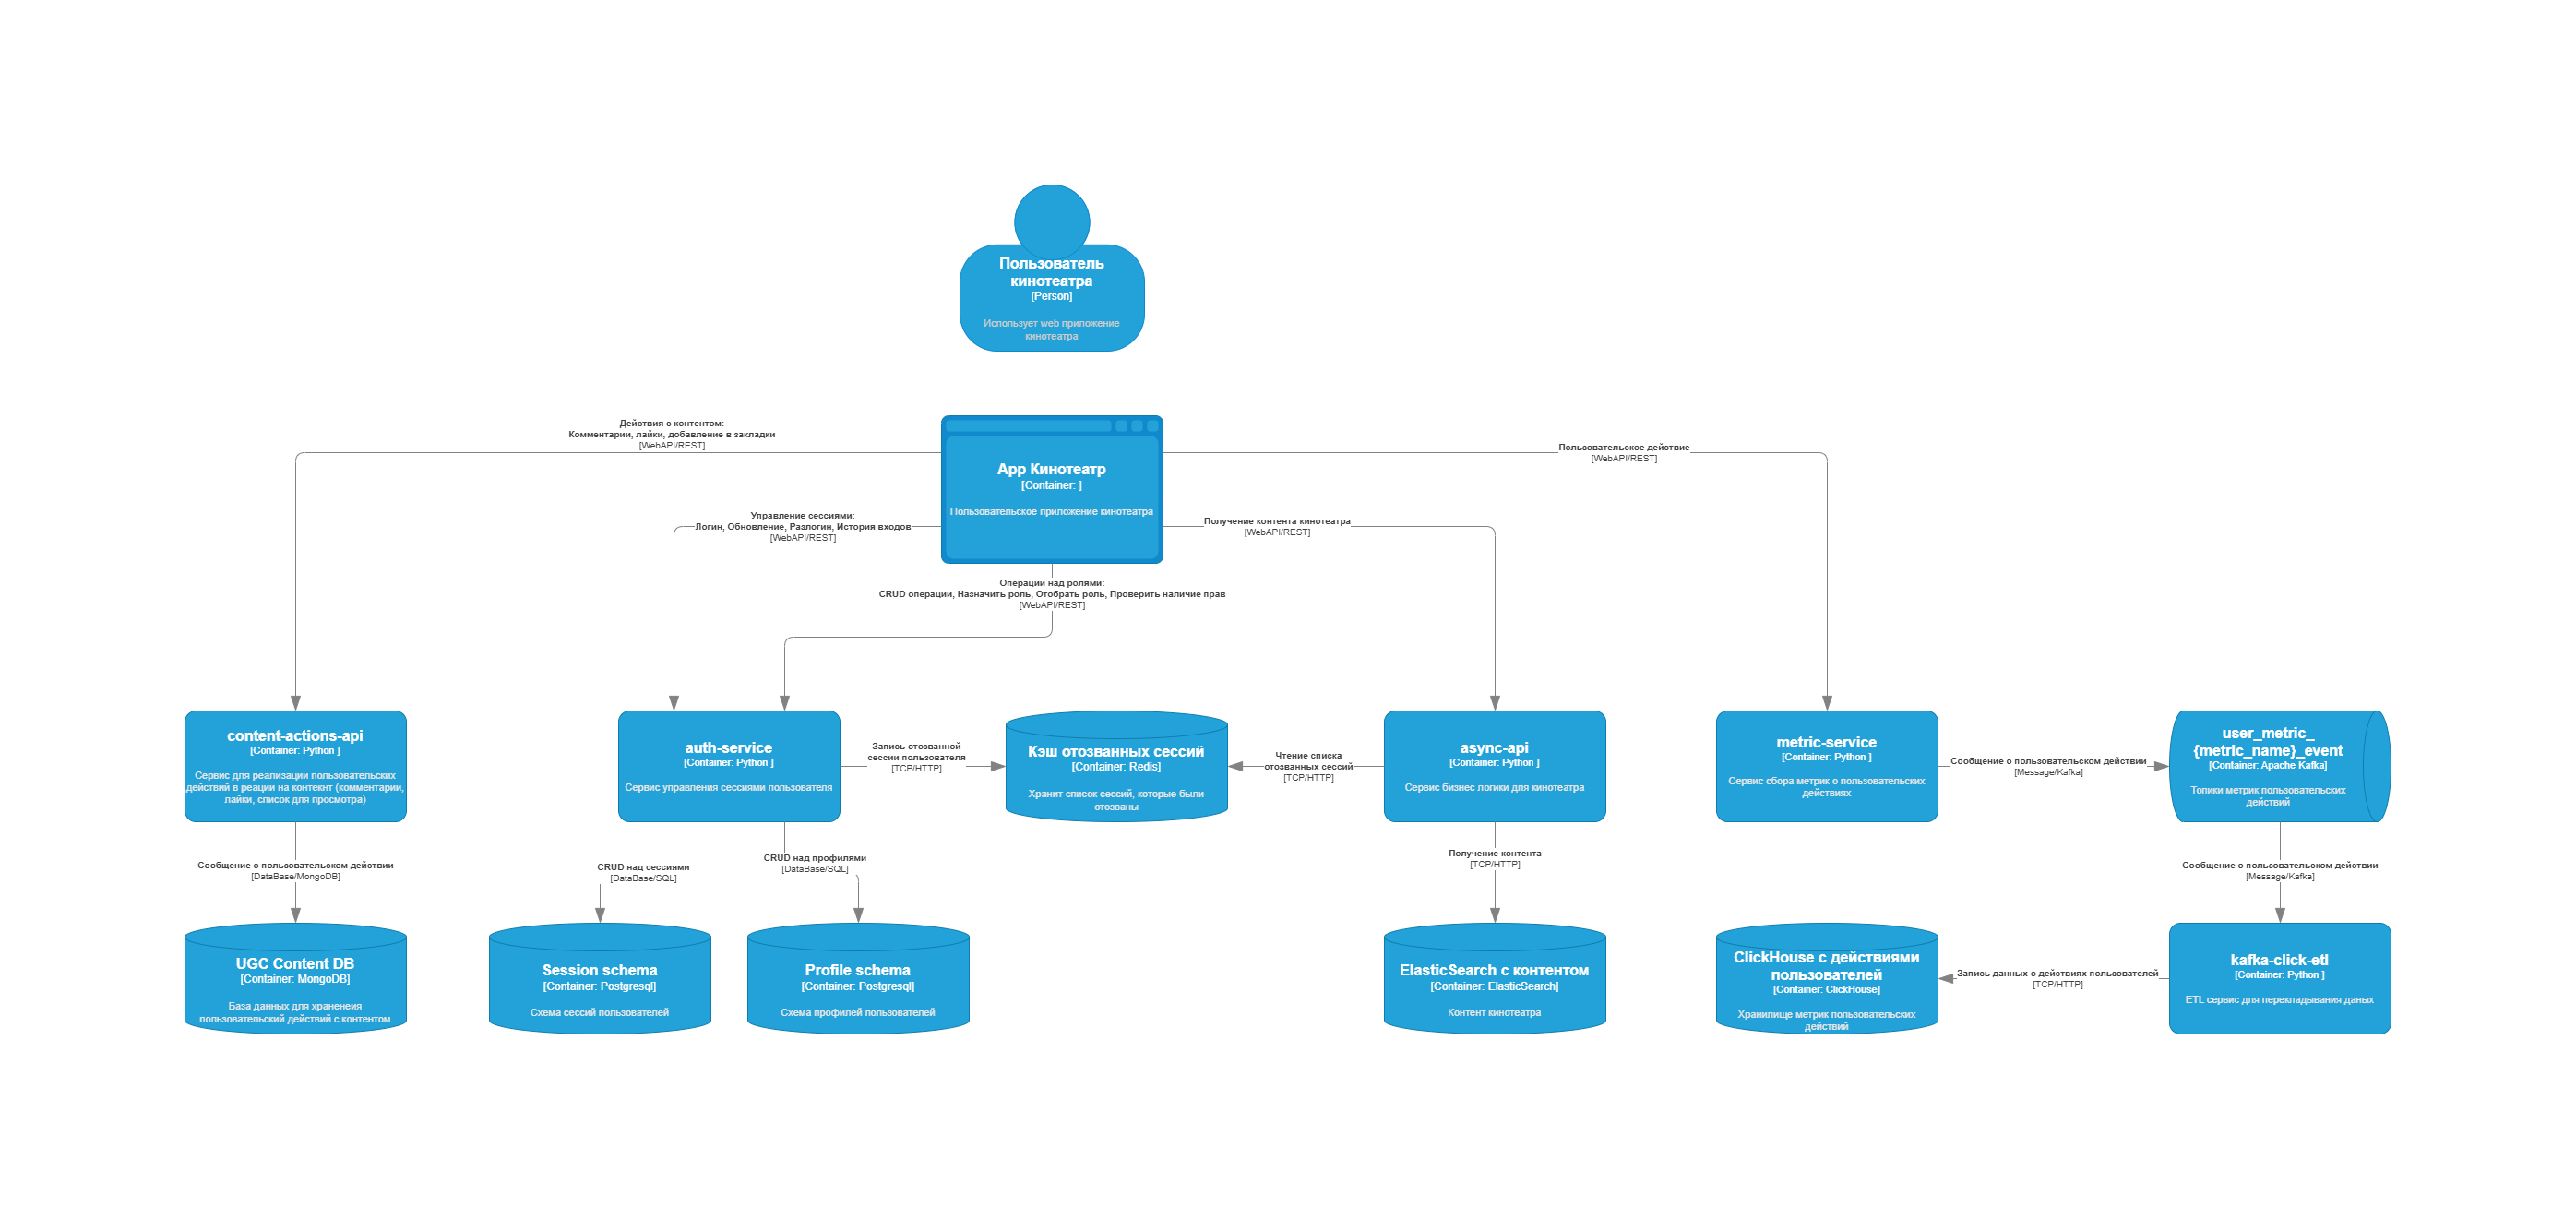 Пользователь
кинотеатра
[Person]
Использует web приложение
кинотеатра
Действия с контентом:
Комментарии, лайки, добавление в закладки
[WebAPI/REST]
Пользовательское действие
[WebAPI/REST]
App Кинотеатр
[Container: ]
Пользовательское приложение кинотеатра
Управление сессиями:
Логин, Обновление, Разлогин, История входов
[WebAPI/REST]
Получение контента кинотеатра
[WebAPI/REST]
Операции над ролями:
CRUD операции, Назначить роль, Отобрать роль, Проверить наличие прав
[WebAPI/REST]
content-actions-api
[Container: Python ]
Сервис для реализации пользовательских
действий в реации на контекнт (комментарии,
лайки, список для просмотра)
auth-service
[Container: Python ]
Сервис управления сессиями пользователя
Запись отозванной
сессии пользователя
[TCP/HTTP]
Кэш отозванных сессий
[Container: Redis]
Хранит список сессий, которые были
отозваны
Чтение списка
отозванных сессий
[TCP/HTTP]
async-api
[Container: Python ]
Сервис бизнес логики для кинотеатра
metric-service
[Container: Python ]
Сервис сбора метрик о пользовательских
действиях
Сообщение о пользовательском действии
[Message/Kafka]
user_metric_
{metric_name}_event
[Container: Apache Kafka]
Топики метрик пользовательских
действий
Сообщение о пользовательском действии
[DataBase/MongoDB]
CRUD над сессиями
[DataBase/SQL]
CRUD над профилями
[DataBase/SQL]
Получение контента
[TCP/HTTP]
Сообщение о пользовательском действии
[Message/Kafka]
UGC Content DB
[Container: MongoDB]
База данных для храненеия
пользовательский действий с контентом
Session schema
[Container: Postgresql]
Схема сессий пользователей
Profile schema
[Container: Postgresql]
Схема профилей пользователей
ElasticSearch с контентом
[Container: ElasticSearch]
Контент кинотеатра
ClickHouse с действиями
пользователей
[Container: ClickHouse]
Хранилище метрик пользовательских
действий
Запись данных о действиях пользователей
[TCP/HTTP]
kafka-click-etl
[Container: Python ]
ETL сервис для перекладывания даных